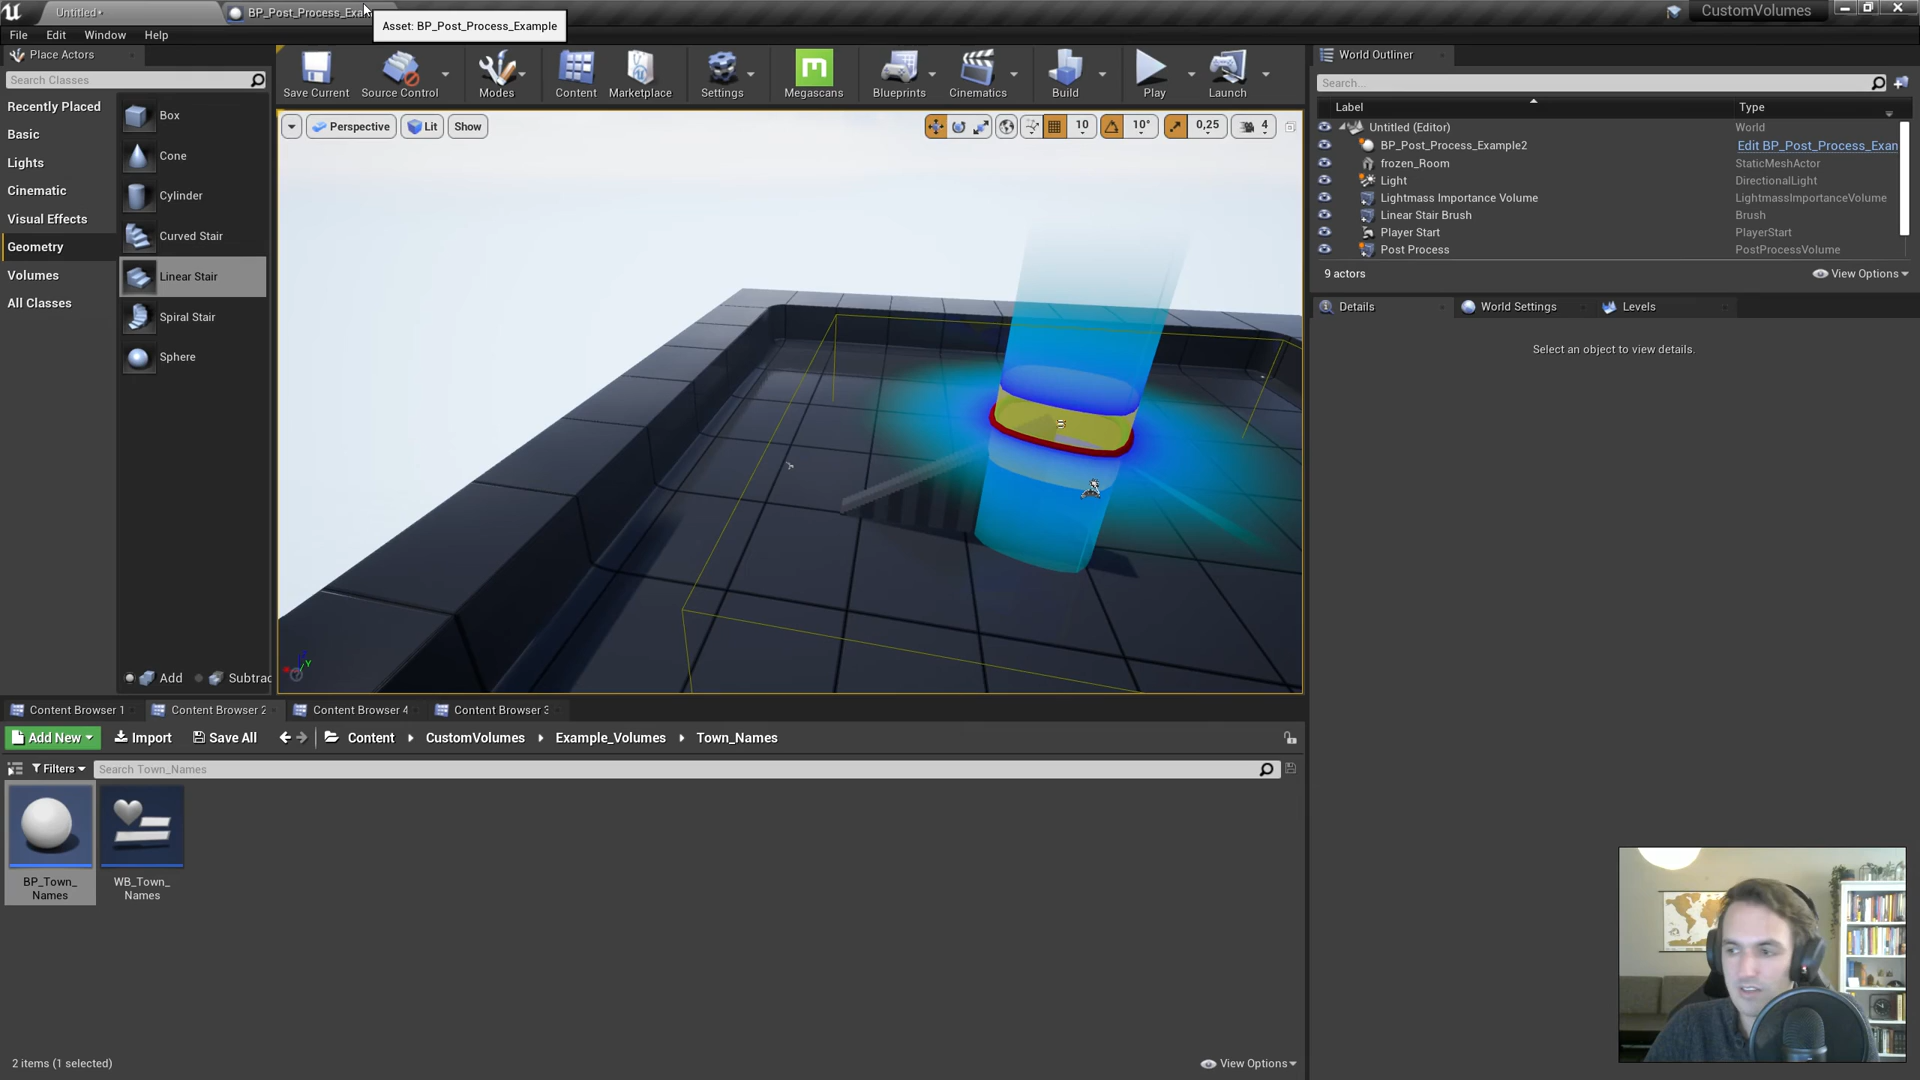 Untitled•
BP_Post_Process_Exa
CustomVolumes
Asset: BP_Post_Process_Example
File Edit Window Help
Place Actors
Search Classes
Recently Placed
Basic
Lights
Cinematic
Visual Effects
Geometry
Volumes
All Classes
Box
Cone
Cylinder
Curved Stair
Linear Stair
Spiral Stair
Sphere
Add Subtrac
Save Current Source Control Modes Content Marketplace Settings Megascans Blueprints Cinematics Build Play Launch
Perspective Lit Show
10 10° 0,25 4
World Outliner
Search...
Label Type
Untitled (Editor) World
BP_Post_Process_Example2 Edit BP_Post_Process_Exan
frozen_Room StaticMeshActor
Light DirectionalLight
Lightmass Importance Volume LightmassImportanceVolume
Linear Stair Brush Brush
Player Start PlayerStart
Post Process PostProcessVolume
9 actors View Options
Details World Settings Levels
Select an object to view details.
Content Browser 1 Content Browser 2 Content Browser 4 Content Browser 3
Add New Import Save All Content CustomVolumes Example_Volumes Town_Names
Filters Search Town_Names
BP_Town_
Names
WB_Town_
Names
2 items (1 selected) View Options